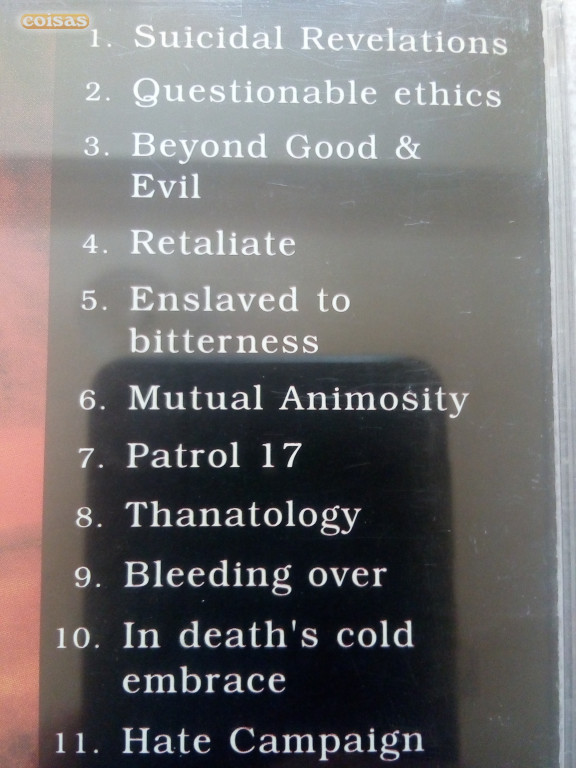 coisas
1. Suicidal Revelations
2. Questionable ethics
3. Beyond Good &
Evil
4. Retaliate
5. Enslaved to
bitterness
6. Mutual Animosity
7. Patrol 17
8. Thanatology
9. Bleeding over
10. In death's cold
embrace
11. Hate Campaign